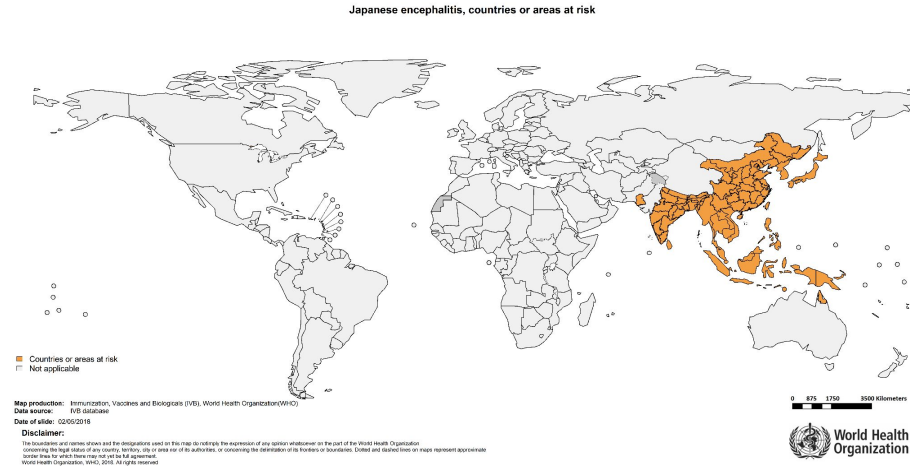 Japanese encephalitis, countries or areas at risk
Countries or areas at risk
Not applicable
Map production: Immunization, Vaccines and Biologicals (IVB), World Health Organization(WHO)
Data source: IVB database
Date of slide: 02/05/2016
Disclaimer:
The boundaries and names shown and the designations used on this map do notimply the expression of any opinion whatsoever on the part of the World Health Organization
concerning the legal status of any country, territory, city or area nor of its authorities, or concerning the delimitation of its frontiers or boundaries. Dotted and dashed lines on maps represent approximate
border lines for which there may not yet be full agreement.
World Health Organization, WHO, 2016. All rights reserved
0 875 1750 3500 Kilometers
World Health
Organization